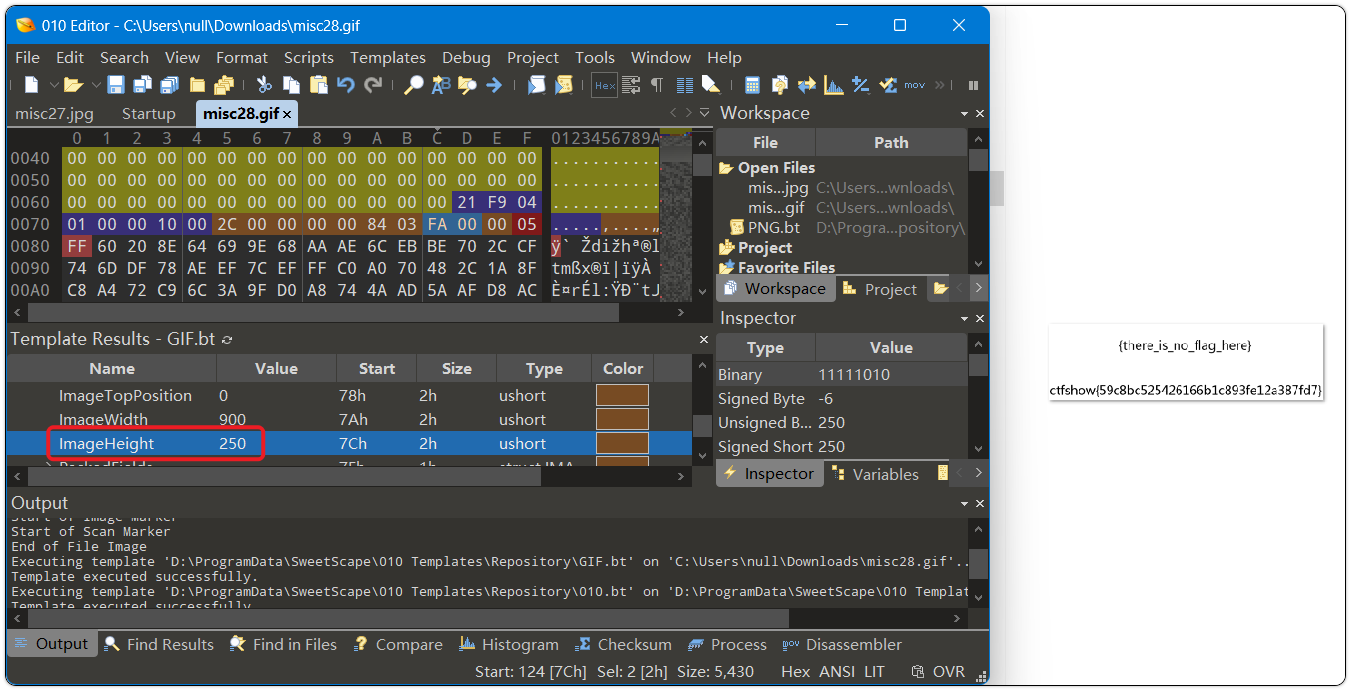 010 Editor - C:\Users\null\Downloads\misc28.gif
File Edit Search View Format Scripts Templates Debug Project Tools Window Help
Hex
mov
misc27.jpg Startup misc28.gif ×
0 1 2 3 4 5 6 7 8 9 A B C D E F 0123456789A
0040 00 00 00 00 00 00 00 00 00 00 00 00 00 00 00 00 ...........
0050 00 00 00 00 00 00 00 00 00 00 00 00 00 00 00 00 ...........
0060 00 00 00 00 00 00 00 00 00 00 00 00 00 21 F9 04 ...........
0070 01 00 00 10 00 2C 00 00 00 00 84 03 FA 00 00 05 .....,....„
0080 FF 60 20 8E 64 69 9E 68 AA AE 6C EB BE 70 2C CF ÿ` Ždižhª®l
0090 74 6D DF 78 AE EF 7C EF FF C0 A0 70 48 2C 1A 8F tmßx®ï|ïÿÀ
00A0 C8 A4 72 C9 6C 3A 9F D0 A8 74 4A AD 5A AF D8 AC È¤rÉl:ŸÐ¨tJ
Template Results - GIF.bt
Name Value Start Size Type Color
ImageTopPosition 0 78h 2h ushort
ImageWidth 900 7Ah 2h ushort
ImageHeight 250 7Ch 2h ushort
Output
Start of Image Marker
Start of Scan Marker
End of File Image
Executing template 'D:\ProgramData\SweetScape\010 Templates\Repository\GIF.bt' on 'C:\Users\null\Downloads\misc28.gif'..
Template executed successfully.
Executing template 'D:\ProgramData\SweetScape\010 Templates\Repository\010.bt' on 'D:\ProgramData\SweetScape\010 Templat
Template executed successfully
Output Find Results Find in Files Compare Histogram Checksum Process Disassembler
Start: 124 [7Ch] Sel: 2 [2h] Size: 5,430 Hex ANSI LIT OVR
Workspace
File Path
Open Files
mis...jpg C:\Users...wnloads\
mis...gif C:\Users...wnloads\
PNG.bt D:\Progra...pository\
Project
Favorite Files
Workspace Project
Inspector
Type Value
Binary 11111010
Signed Byte -6
Unsigned B... 250
Signed Short 250
Inspector Variables
{there_is_no_flag_here}
ctfshow{59c8bc525426166b1c893fe12a387fd7}